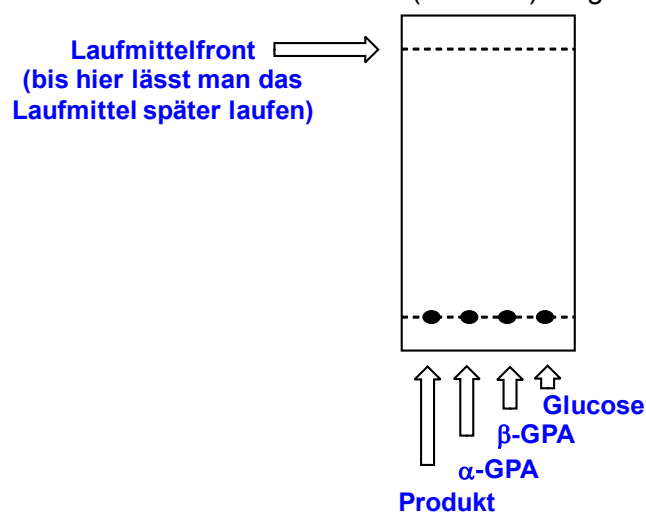 Laufmittelfront
(bis hier lässt man das
Laufmittel später laufen)
Glucose
β-GPA
α-GPA
Produkt